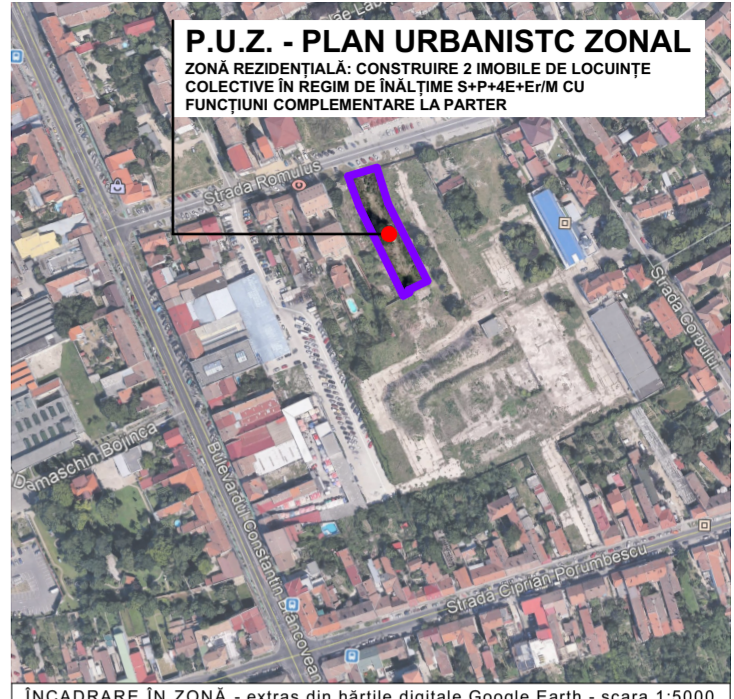 P.U.Z. - PLAN URBANISTC ZONAL
ZONĂ REZIDENȚIALĂ: CONSTRUIRE 2 IMOBILE DE LOCUINȚE
COLECTIVE ÎN REGIM DE ÎNĂLȚIME S+P+4E+Er/M CU
FUNCȚIUNI COMPLEMENTARE LA PARTER
Strada Romulus
Strada Corbului
Damaschin Bojinca
Bulevardul Constantin Brâncovean
Strada Ciprian Porumbescu
ÎNCADRARE ÎN ZONĂ - extras din hărțile digitale Google Earth - scara 1:5000